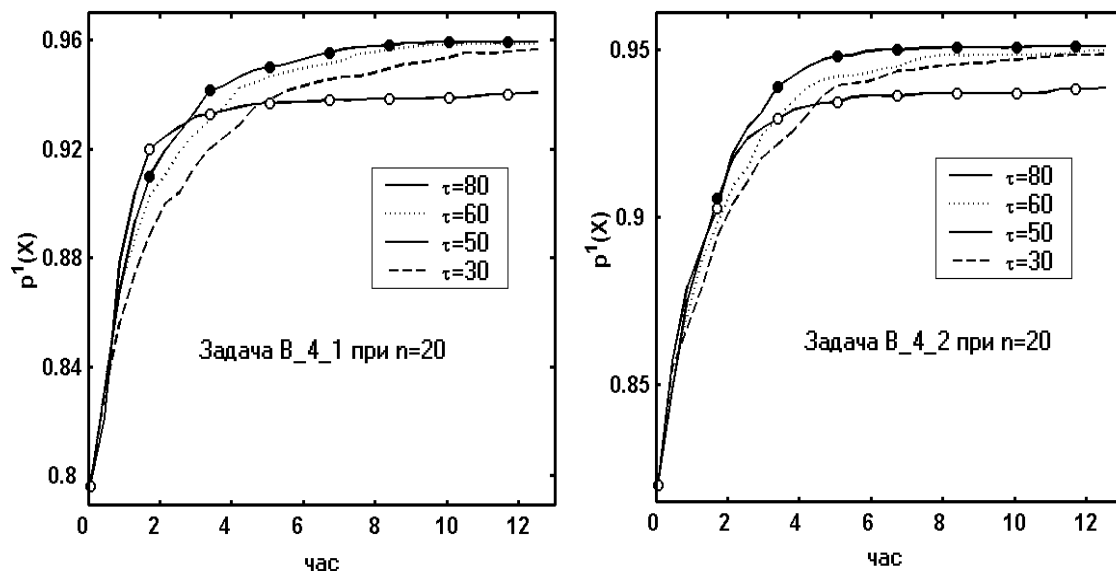 0.96
0.92
0.88
0.84
0.8
p¹(X)
τ=80
τ=60
τ=50
τ=30
Задача B_4_1 при n=20
0 2 4 6 8 10 12
час
0.95
0.9
0.85
p¹(X)
τ=80
τ=60
τ=50
τ=30
Задача B_4_2 при n=20
0 2 4 6 8 10 12
час